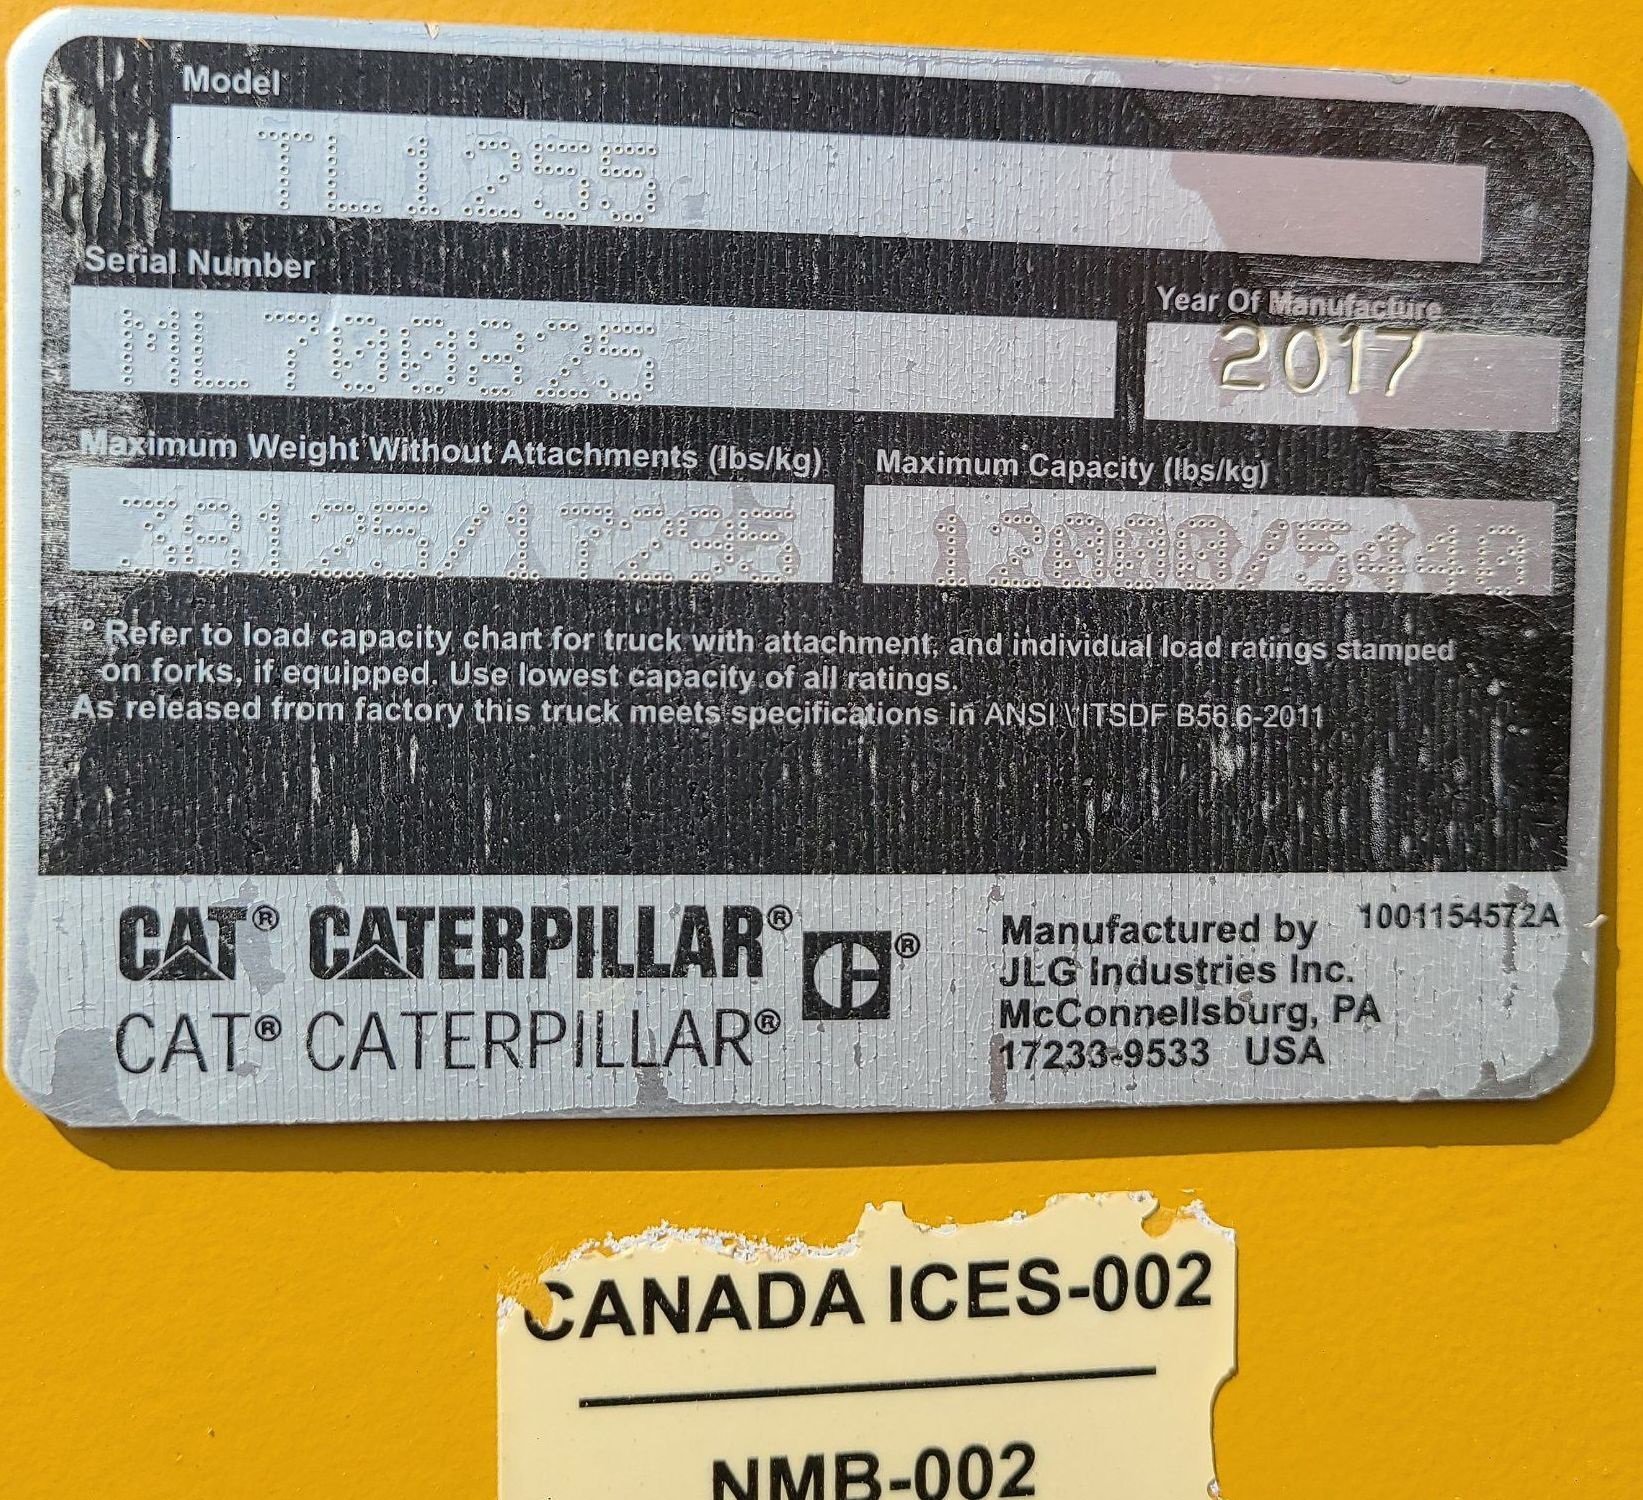 Model
TL1255
Serial Number
ML700825
Year Of Manufacture
2017
Maximum Weight Without Attachments (lbs/kg)
38125/17295
Maximum Capacity (lbs/kg)
12000/5440
° Refer to load capacity chart for truck with attachment, and individual load ratings stamped
on forks, if equipped. Use lowest capacity of all ratings.
As released from factory this truck meets specifications in ANSI \ ITSDF B56.6-2011
CAT® CATERPILLAR® ®
CAT® CATERPILLAR®
1001154572A
Manufactured by
JLG Industries Inc.
McConnellsburg, PA
17233-9533 USA
CANADA ICES-002
NMB-002